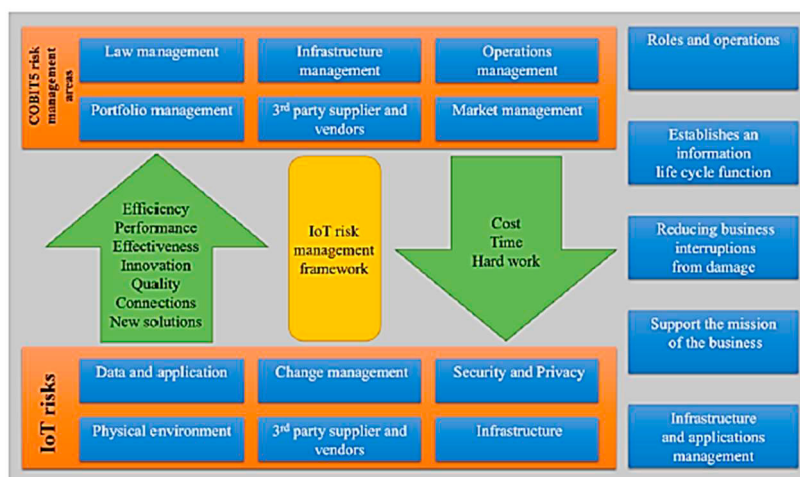 COBIT5 risk
management
areas
Law management
Infrastructure
management
Operations
management
Portfolio management
3rd party supplier and
vendors
Market management
Efficiency
Performance
Effectiveness
Innovation
Quality
Connections
New solutions
IoT risk
management
framework
Cost
Time
Hard work
IoT risks
Data and application
Change management
Security and Privacy
Physical environment
3rd party supplier and
vendors
Infrastructure
Roles and operations
Establishes an
information
life cycle function
Reducing business
interruptions
from damage
Support the mission
of the business
Infrastructure
and applications
management